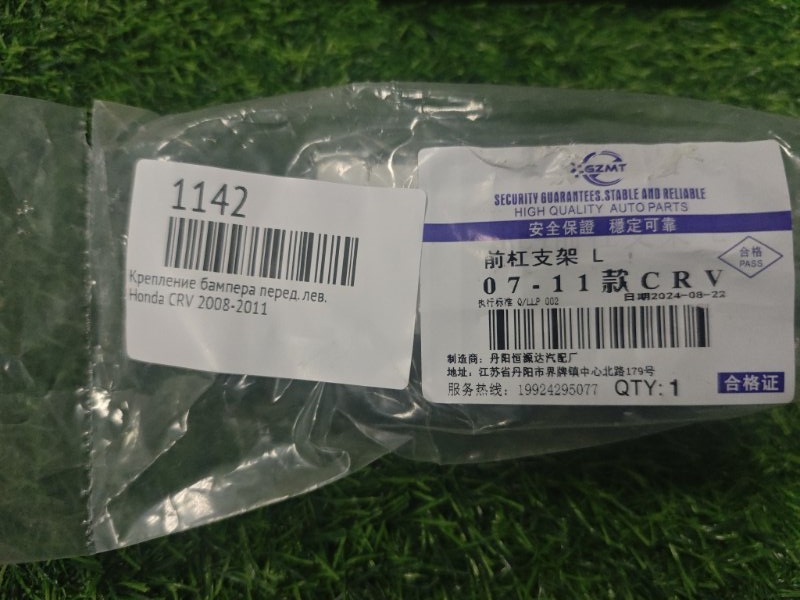 1142
Крепление бампера перед. лев.
Honda CRV 2008-2011
GZMT
SECURITY GUARANTEES.STABLE AND RELIABLE
HIGH QUALITY AUTO PARTS
安全保證 穩定可靠
前杠支架 L
合格
PASS
07-11款CRV
执行标准 Q/LLP 002
日期2024-08-22
制造商：丹阳恒源达汽配厂
地址：江苏省丹阳市界牌镇中心北路179号
服务热线：19924295077 QTY：1
合格证